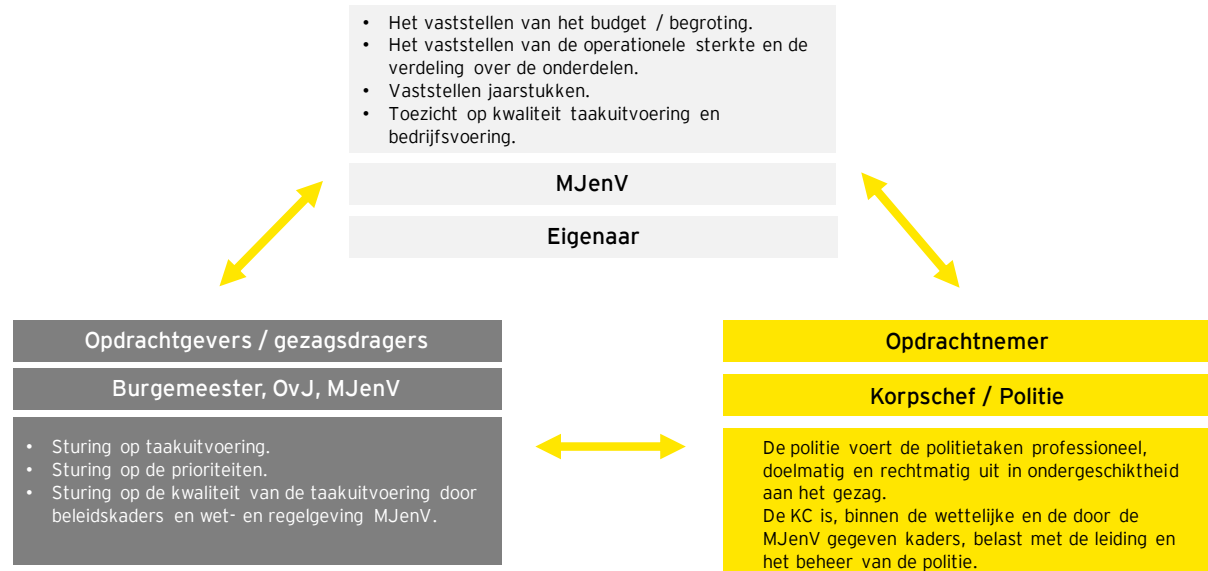 • Het vaststellen van het budget / begroting.
• Het vaststellen van de operationele sterkte en de
verdeling over de onderdelen.
• Vaststellen jaarstukken.
• Toezicht op kwaliteit taakuitvoering en
bedrijfsvoering.
MJenV
Eigenaar
Opdrachtgevers / gezagsdragers
Burgemeester, OvJ, MJenV
• Sturing op taakuitvoering.
• Sturing op de prioriteiten.
• Sturing op de kwaliteit van de taakuitvoering door
beleidskaders en wet- en regelgeving MJenV.
Opdrachtnemer
Korpschef / Politie
De politie voert de politietaken professioneel,
doelmatig en rechtmatig uit in ondergeschiktheid
aan het gezag.
De KC is, binnen de wettelijke en de door de
MJenV gegeven kaders, belast met de leiding en
het beheer van de politie.